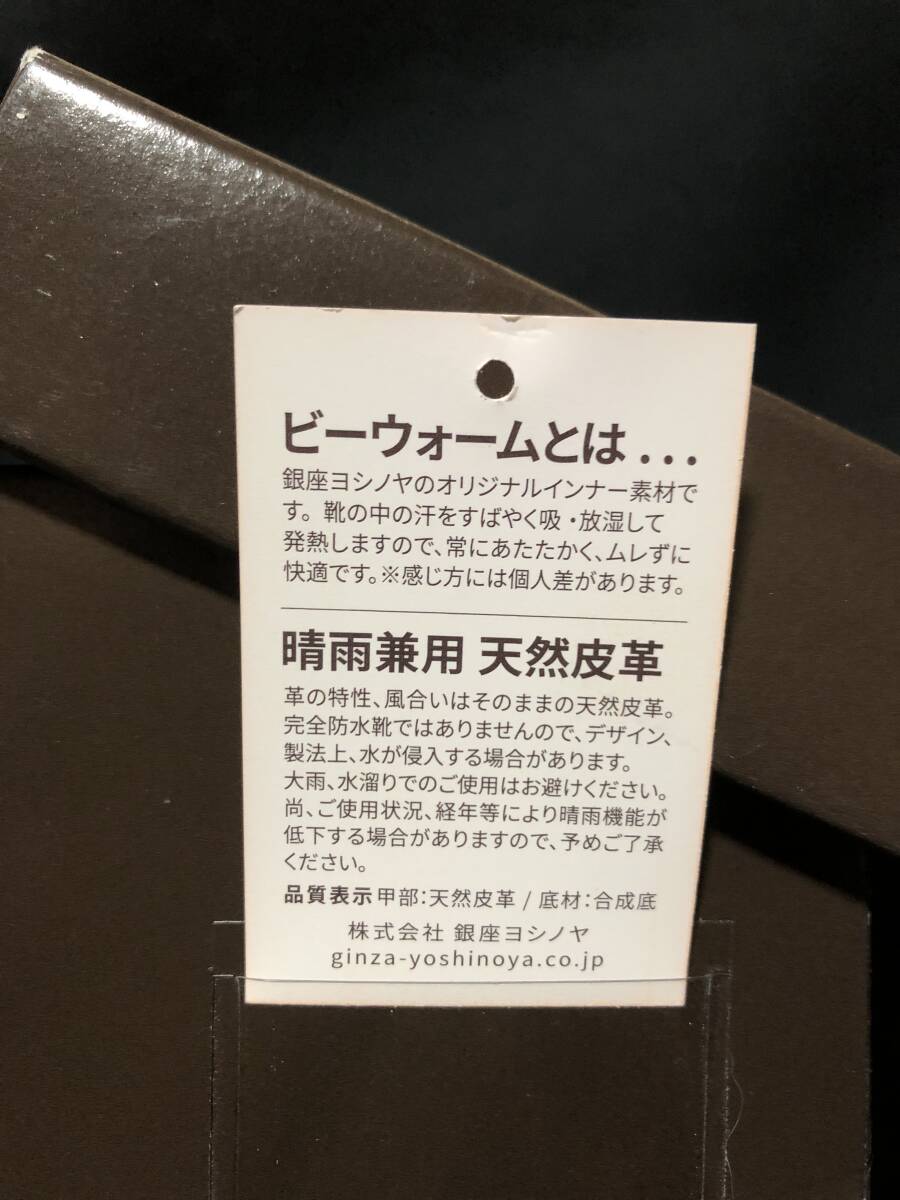 ビーウォームとは...
銀座ヨシノヤのオリジナルインナー素材で
す。靴の中の汗をすばやく吸・放湿して
発熱しますので、常にあたたかく、ムレずに
快適です。※感じ方には個人差があります。
晴雨兼用 天然皮革
革の特性、風合いはそのままの天然皮革。
完全防水靴ではありませんので、デザイン、
製法上、水が侵入する場合があります。
大雨、水溜りでのご使用はお避けください。
尚、ご使用状況、経年等により晴雨機能が
低下する場合がありますので、予めご了承
ください。
品質表示 甲部:天然皮革 / 底材:合成底
株式会社 銀座ヨシノヤ
ginza-yoshinoya.co.jp